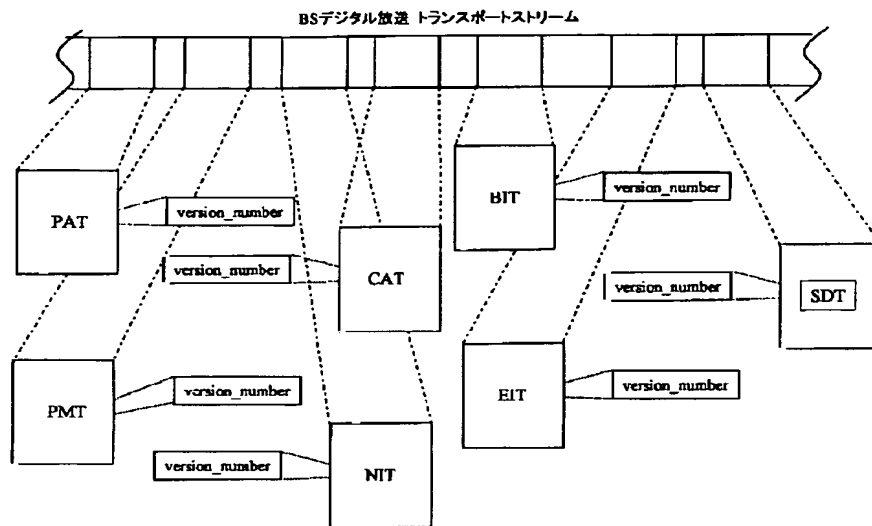 BSデジタル放送 トランスポートストリーム
PAT
version_number
BIT
version_number
version_number
CAT
version_number
SDT
PMT
version_number
EIT
version_number
version_number
NIT